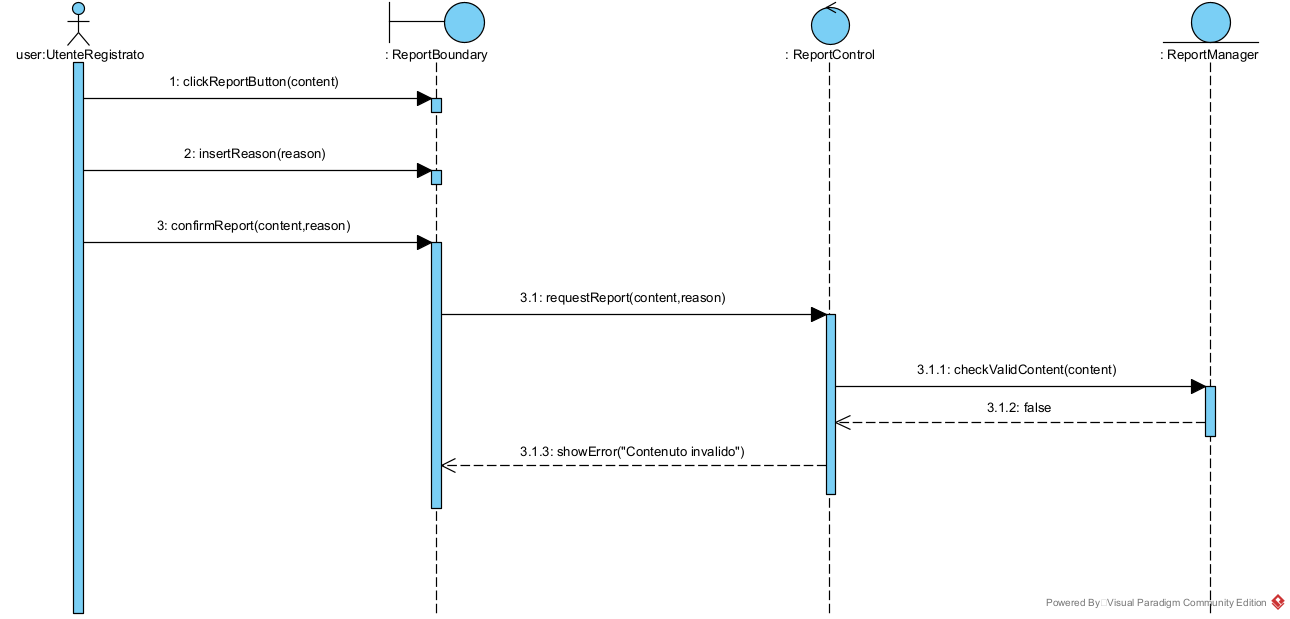 user:UtenteRegistrato
: ReportBoundary
: ReportControl
: ReportManager
1: clickReportButton(content)
2: insertReason(reason)
3: confirmReport(content,reason)
3.1: requestReport(content,reason)
3.1.1: checkValidContent(content)
3.1.2: false
3.1.3: showError("Contenuto invalido")
Powered By Visual Paradigm Community Edition